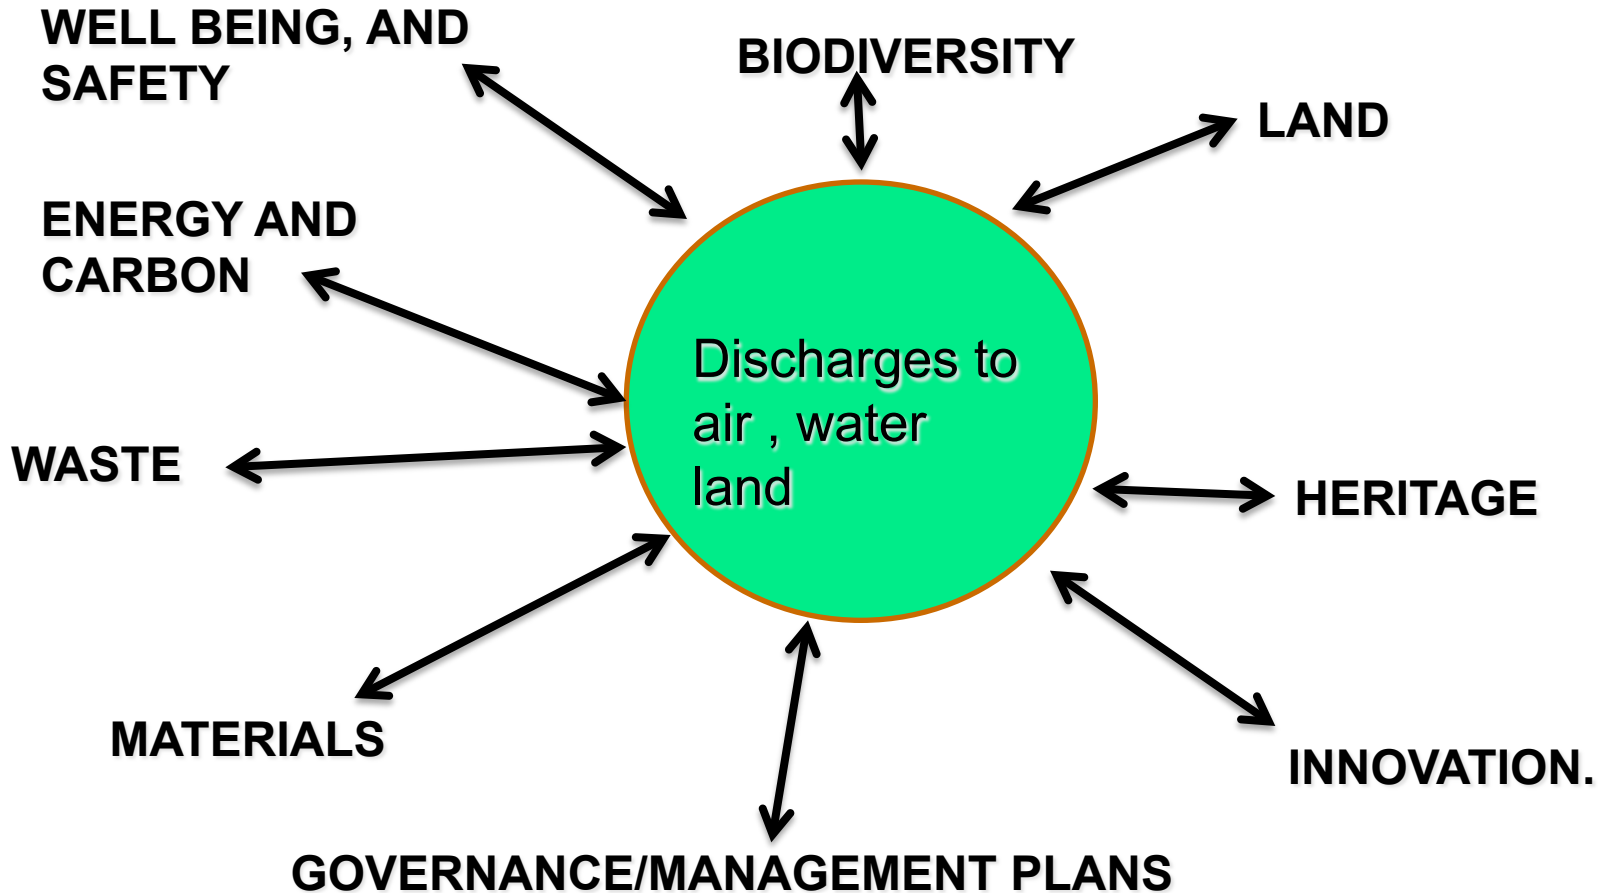 WELL BEING, AND
SAFETY
BIODIVERSITY
LAND
ENERGY AND
CARBON
Discharges to
air , water
land
WASTE
HERITAGE
MATERIALS
INNOVATION.
GOVERNANCE/MANAGEMENT PLANS